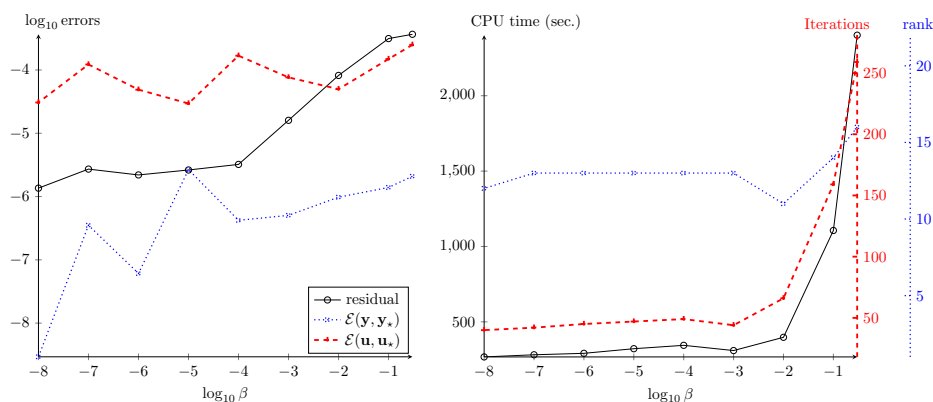 log₁₀ errors
−4
−5
−6
−7
−8
−8 −7 −6 −5 −4 −3 −2 −1
log₁₀ β
residual
ℰ(y, y⋆)
ℰ(u, u⋆)
CPU time (sec.)
2,000
1,500
1,000
500
−8 −7 −6 −5 −4 −3 −2 −1
log₁₀ β
Iterations
250
200
150
100
50
rank
20
15
10
5